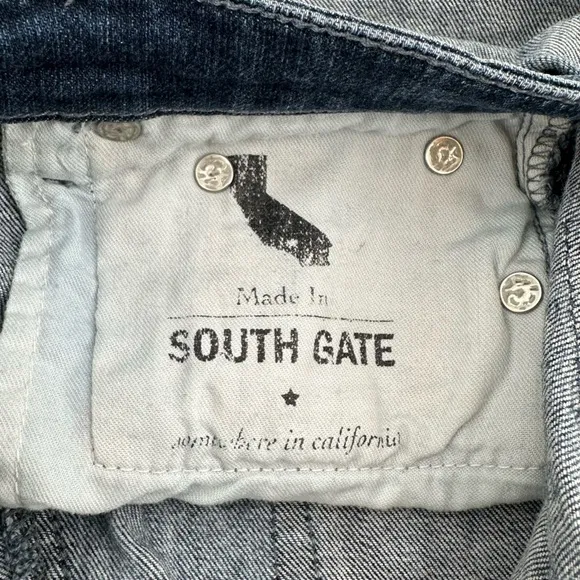 Made In
SOUTH GATE
somewhere in california